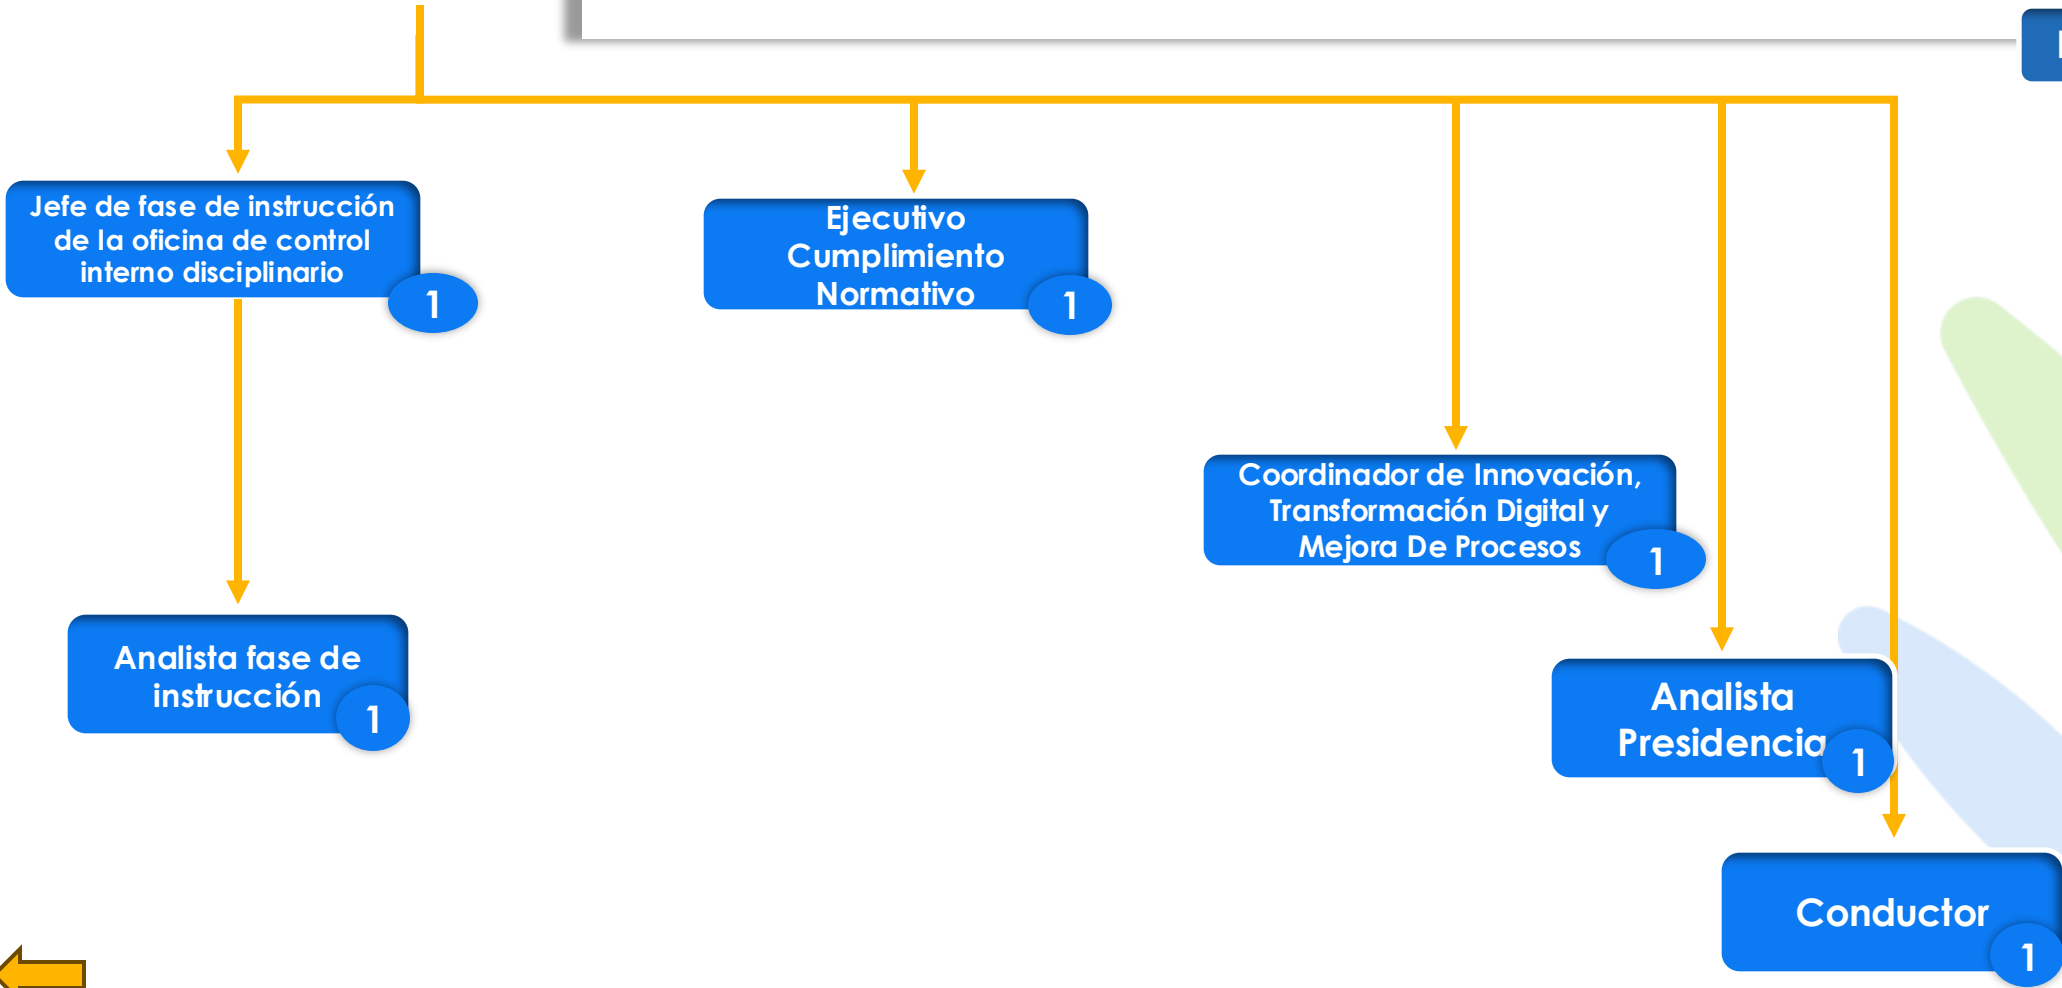 Jefe de fase de instrucción
de la oficina de control
interno disciplinario
1
Ejecutivo
Cumplimiento
Normativo
1
Coordinador de Innovación,
Transformación Digital y
Mejora De Procesos
1
Analista fase de
instrucción
1
Analista
Presidencia
1
Conductor
1